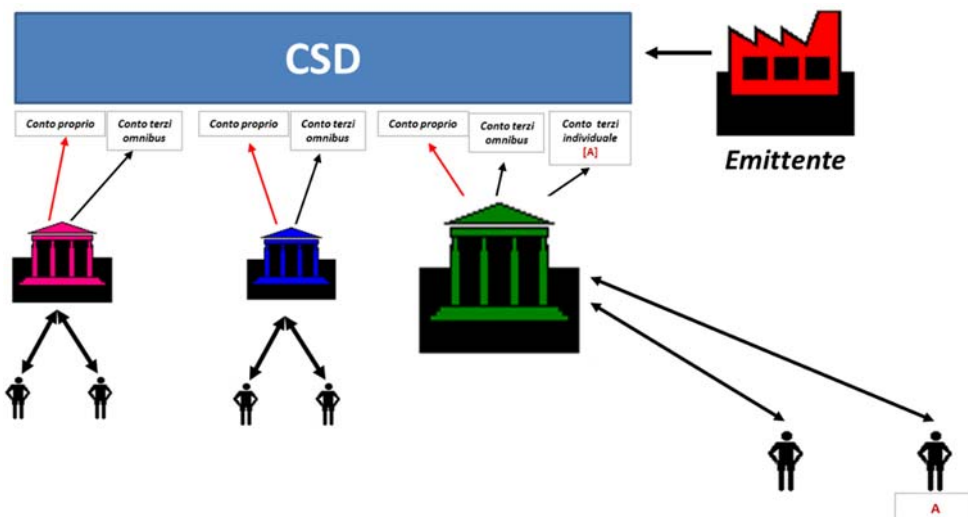 CSD
Conto proprio
Conto terzi
omnibus
Conto proprio
Conto terzi
omnibus
Conto proprio
Conto terzi
omnibus
Conto terzi
individuale
[A]
Emittente
A